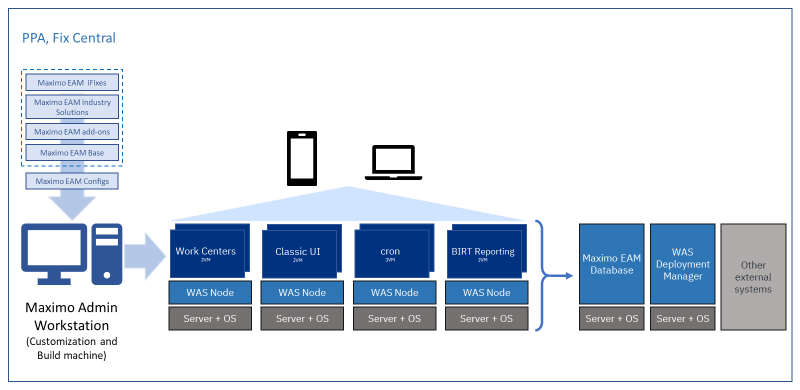 PPA, Fix Central
Maximo EAM iFixes
Maximo EAM Industry
Solutions
Maximo EAM add-ons
Maximo EAM Base
Maximo EAM Configs
Maximo Admin
Workstation
(Customization and
Build machine)
Work Centers
JVM
WAS Node
Server + OS
Classic UI
JVM
WAS Node
Server + OS
cron
JVM
WAS Node
Server + OS
BIRT Reporting
JVM
WAS Node
Server + OS
Maximo EAM
Database
Server + OS
WAS
Deployment
Manager
Server + OS
Other
external
systems